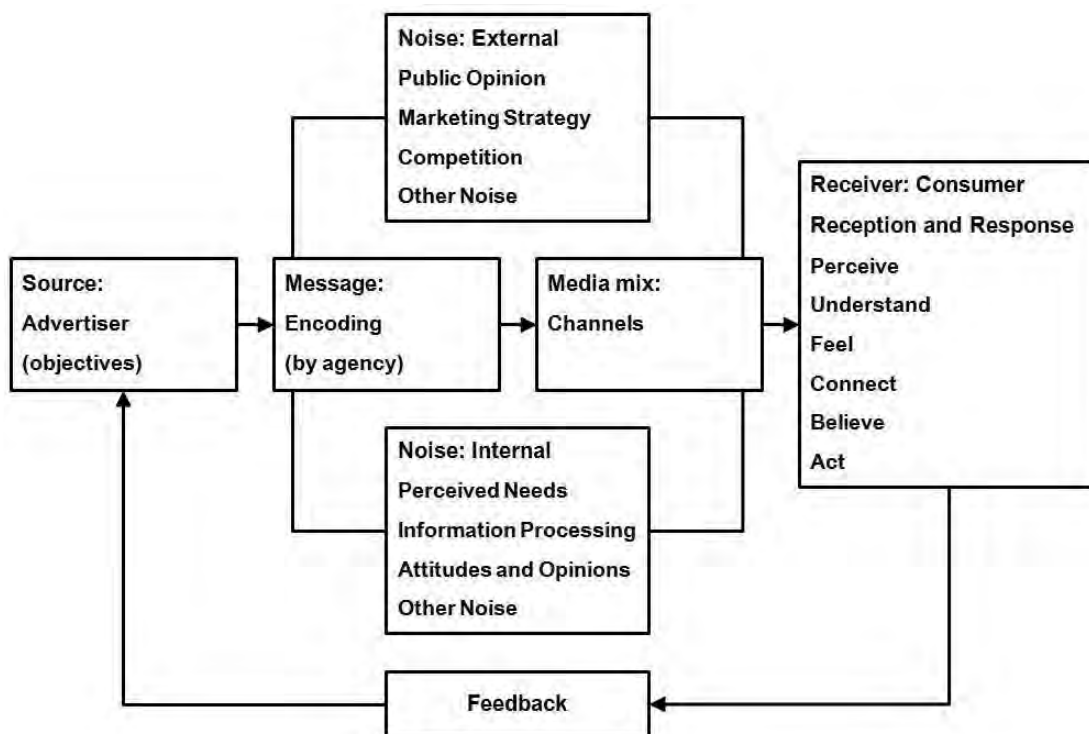 Noise: External
Public Opinion
Marketing Strategy
Competition
Other Noise
Source:
Advertiser
(objectives)
Message:
Encoding
(by agency)
Media mix:
Channels
Receiver: Consumer
Reception and Response
Perceive
Understand
Feel
Connect
Believe
Act
Noise: Internal
Perceived Needs
Information Processing
Attitudes and Opinions
Other Noise
Feedback